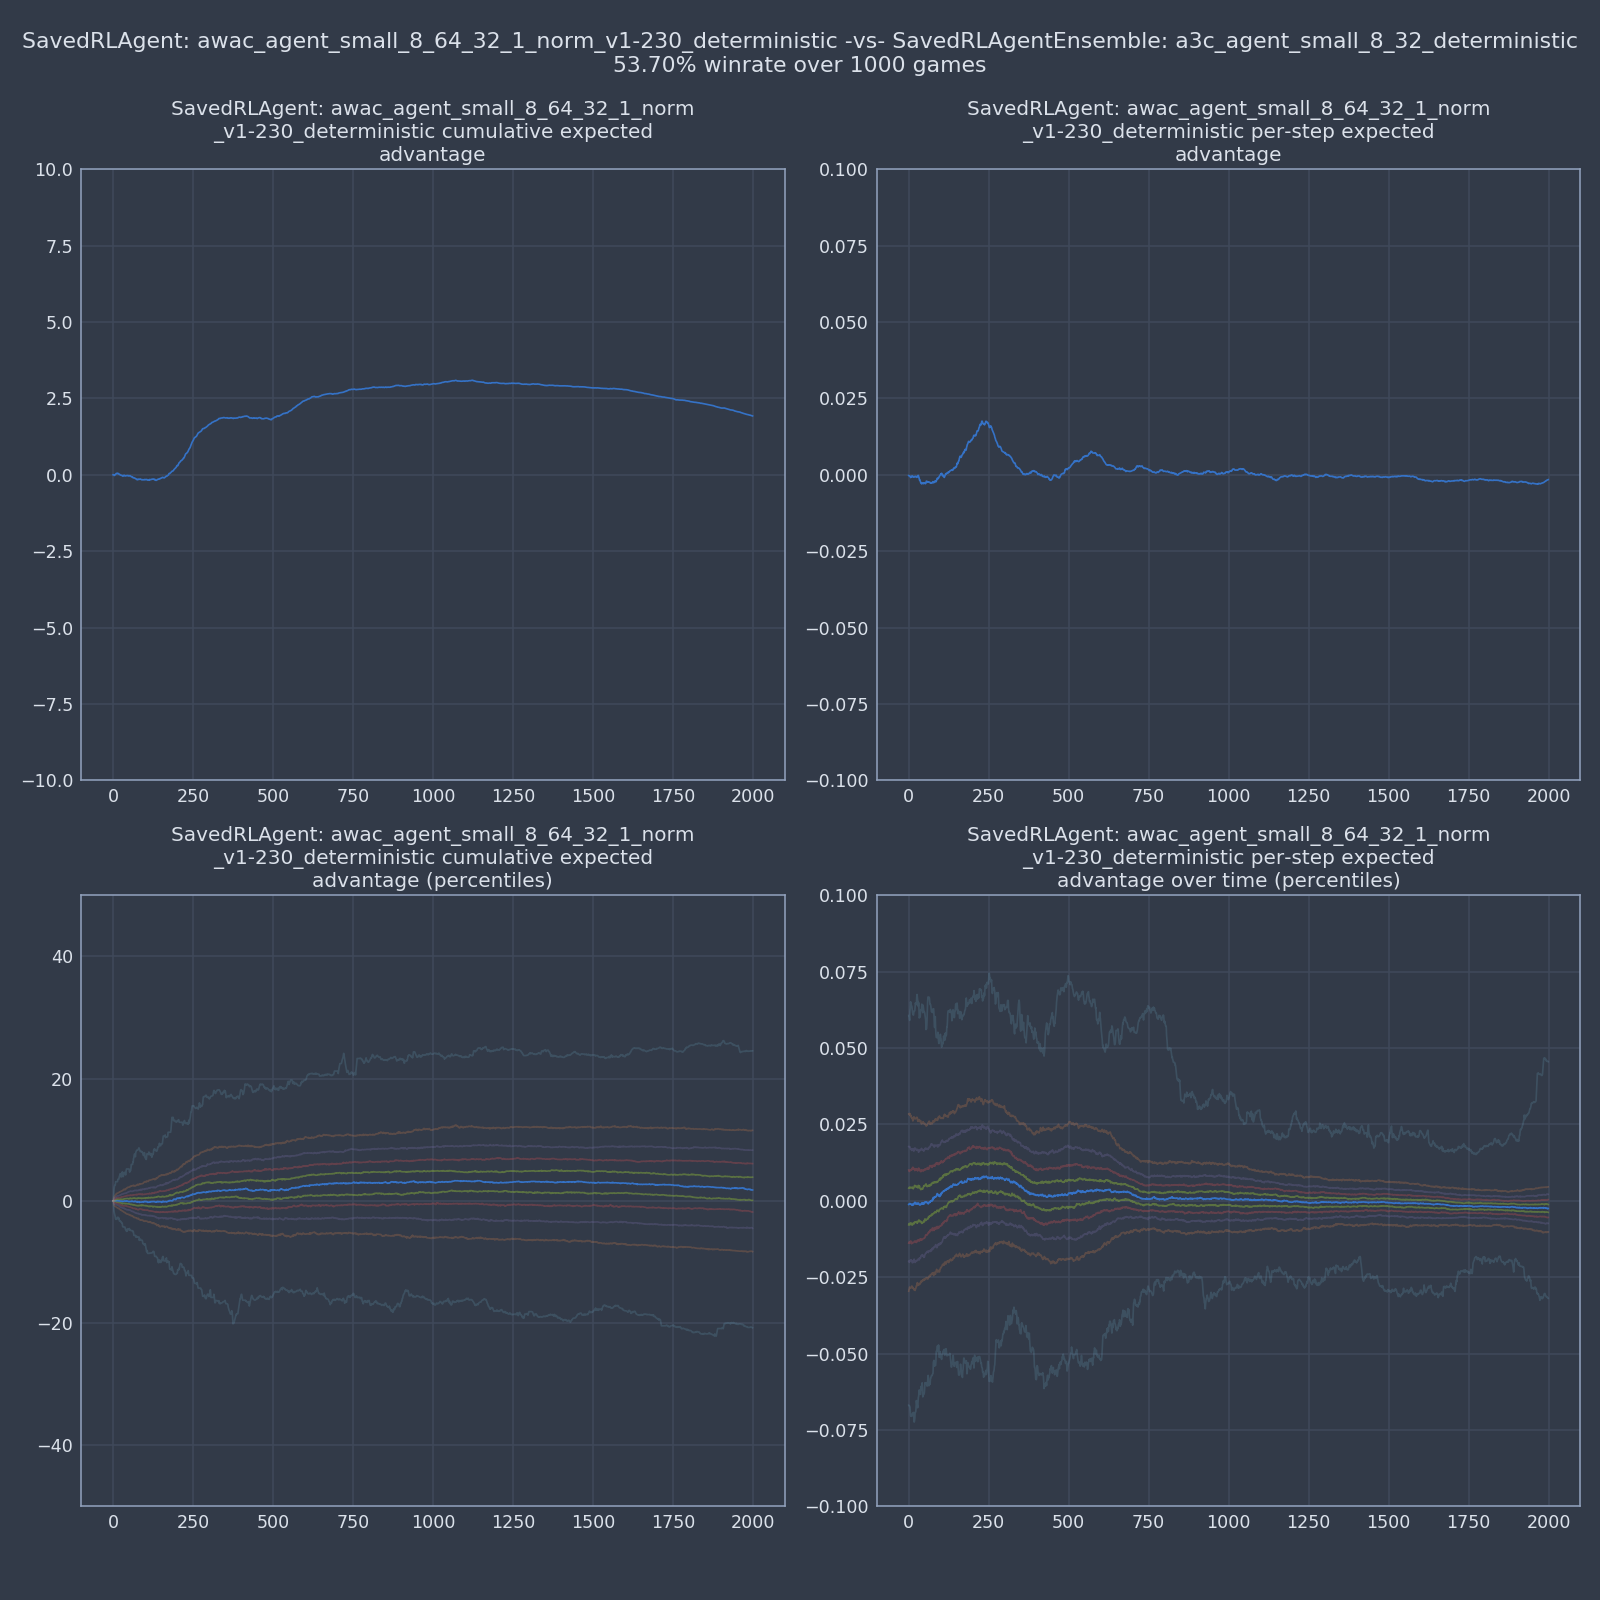 SavedRLAgent: awac_agent_small_8_64_32_1_norm_v1-230_deterministic -vs- SavedRLAgentEnsemble: a3c_agent_small_8_32_deterministic
53.70% winrate over 1000 games
SavedRLAgent: awac_agent_small_8_64_32_1_norm
_v1-230_deterministic cumulative expected
advantage
10.0
7.5
5.0
2.5
0.0
−2.5
−5.0
−7.5
−10.0
0 250 500 750 1000 1250 1500 1750 2000
SavedRLAgent: awac_agent_small_8_64_32_1_norm
_v1-230_deterministic per-step expected
advantage
0.100
0.075
0.050
0.025
0.000
−0.025
−0.050
−0.075
−0.100
0 250 500 750 1000 1250 1500 1750 2000
SavedRLAgent: awac_agent_small_8_64_32_1_norm
_v1-230_deterministic cumulative expected
advantage (percentiles)
40
20
0
−20
−40
0 250 500 750 1000 1250 1500 1750 2000
SavedRLAgent: awac_agent_small_8_64_32_1_norm
_v1-230_deterministic per-step expected
advantage over time (percentiles)
0.100
0.075
0.050
0.025
0.000
−0.025
−0.050
−0.075
−0.100
0 250 500 750 1000 1250 1500 1750 2000